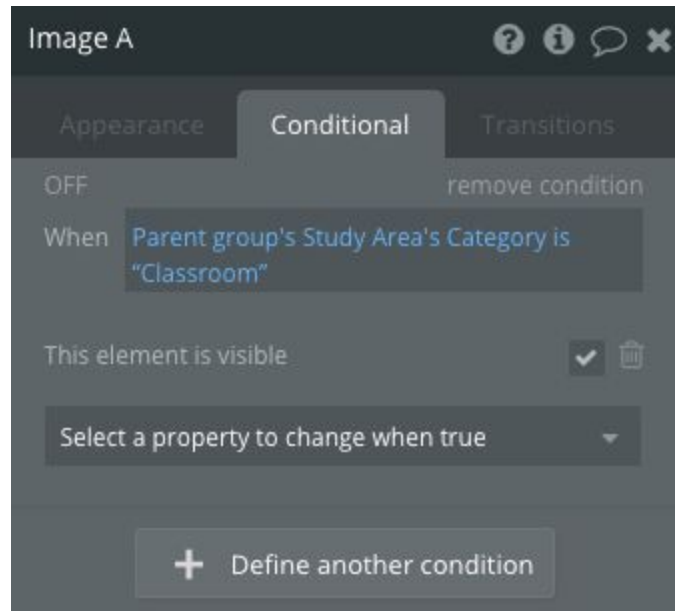 Image A
Appearance Conditional Transitions
OFF remove condition
When Parent group's Study Area's Category is
“Classroom”
This element is visible
Select a property to change when true
+ Define another condition